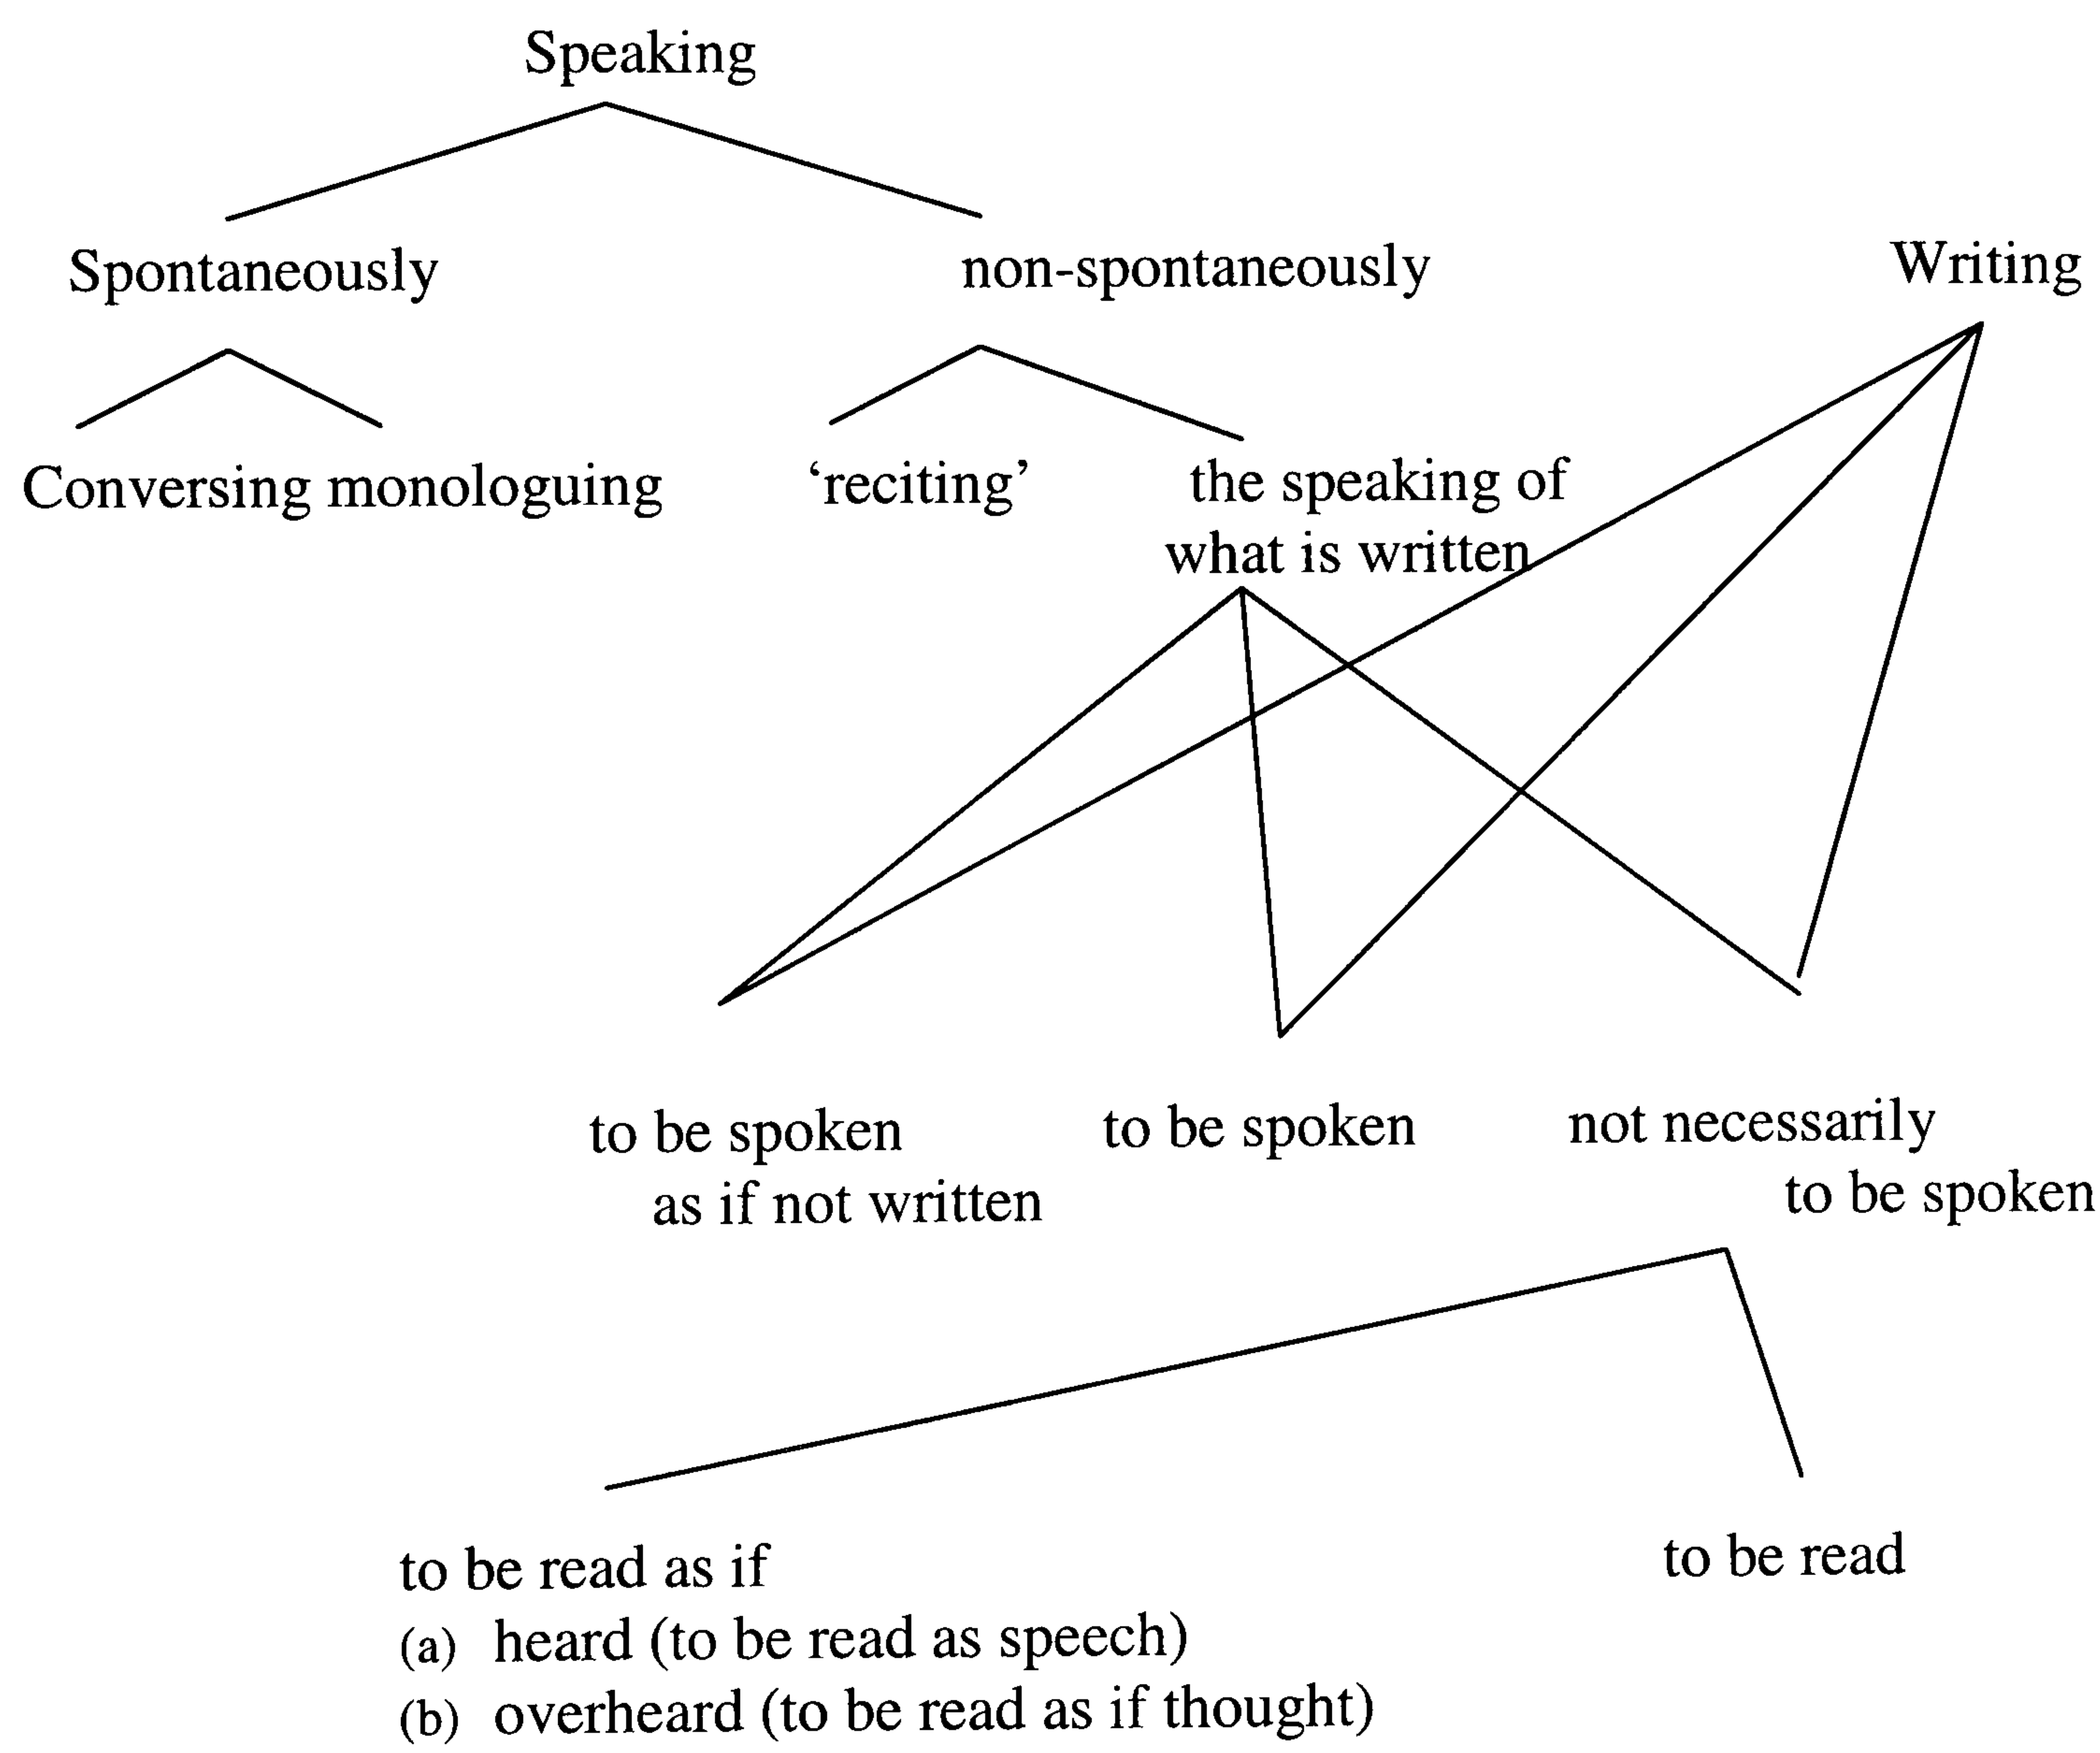 Speaking
Spontaneously
non-spontaneously
Writing
Conversing monologuing
‘reciting’
the speaking of
what is written
to be spoken
as if not written
to be spoken
not necessarily
to be spoken
to be read as if
(a) heard (to be read as speech)
(b) overheard (to be read as if thought)
to be read